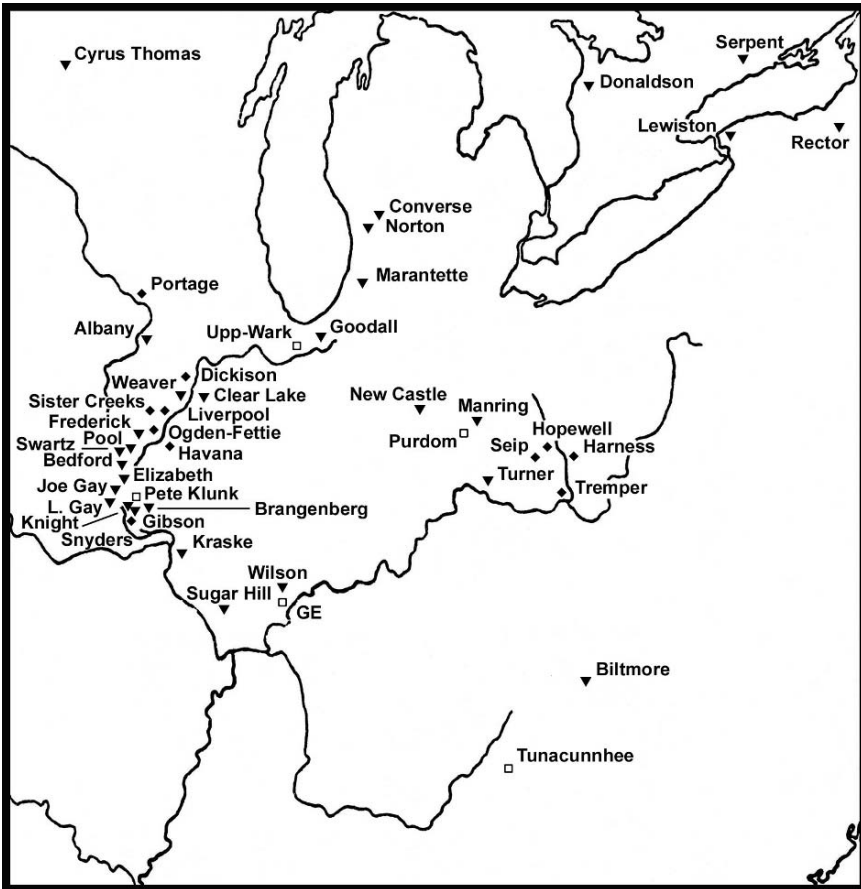 Cyrus Thomas
Serpent
Donaldson
Lewiston
Rector
Converse
Norton
Marantette
Portage
Albany
Upp-Wark
Goodall
Dickison
Weaver
Clear Lake
Sister Creeks
Liverpool
New Castle
Manring
Frederick
Ogden-Fettie
Hopewell
Swartz
Pool
Purdom
Seip
Harness
Bedford
Havana
Elizabeth
Turner
Joe Gay
Pete Klunk
Tremper
L. Gay
Brangenberg
Knight
Gibson
Snyders
Kraske
Wilson
Sugar Hill
GE
Biltmore
Tunacunnhee